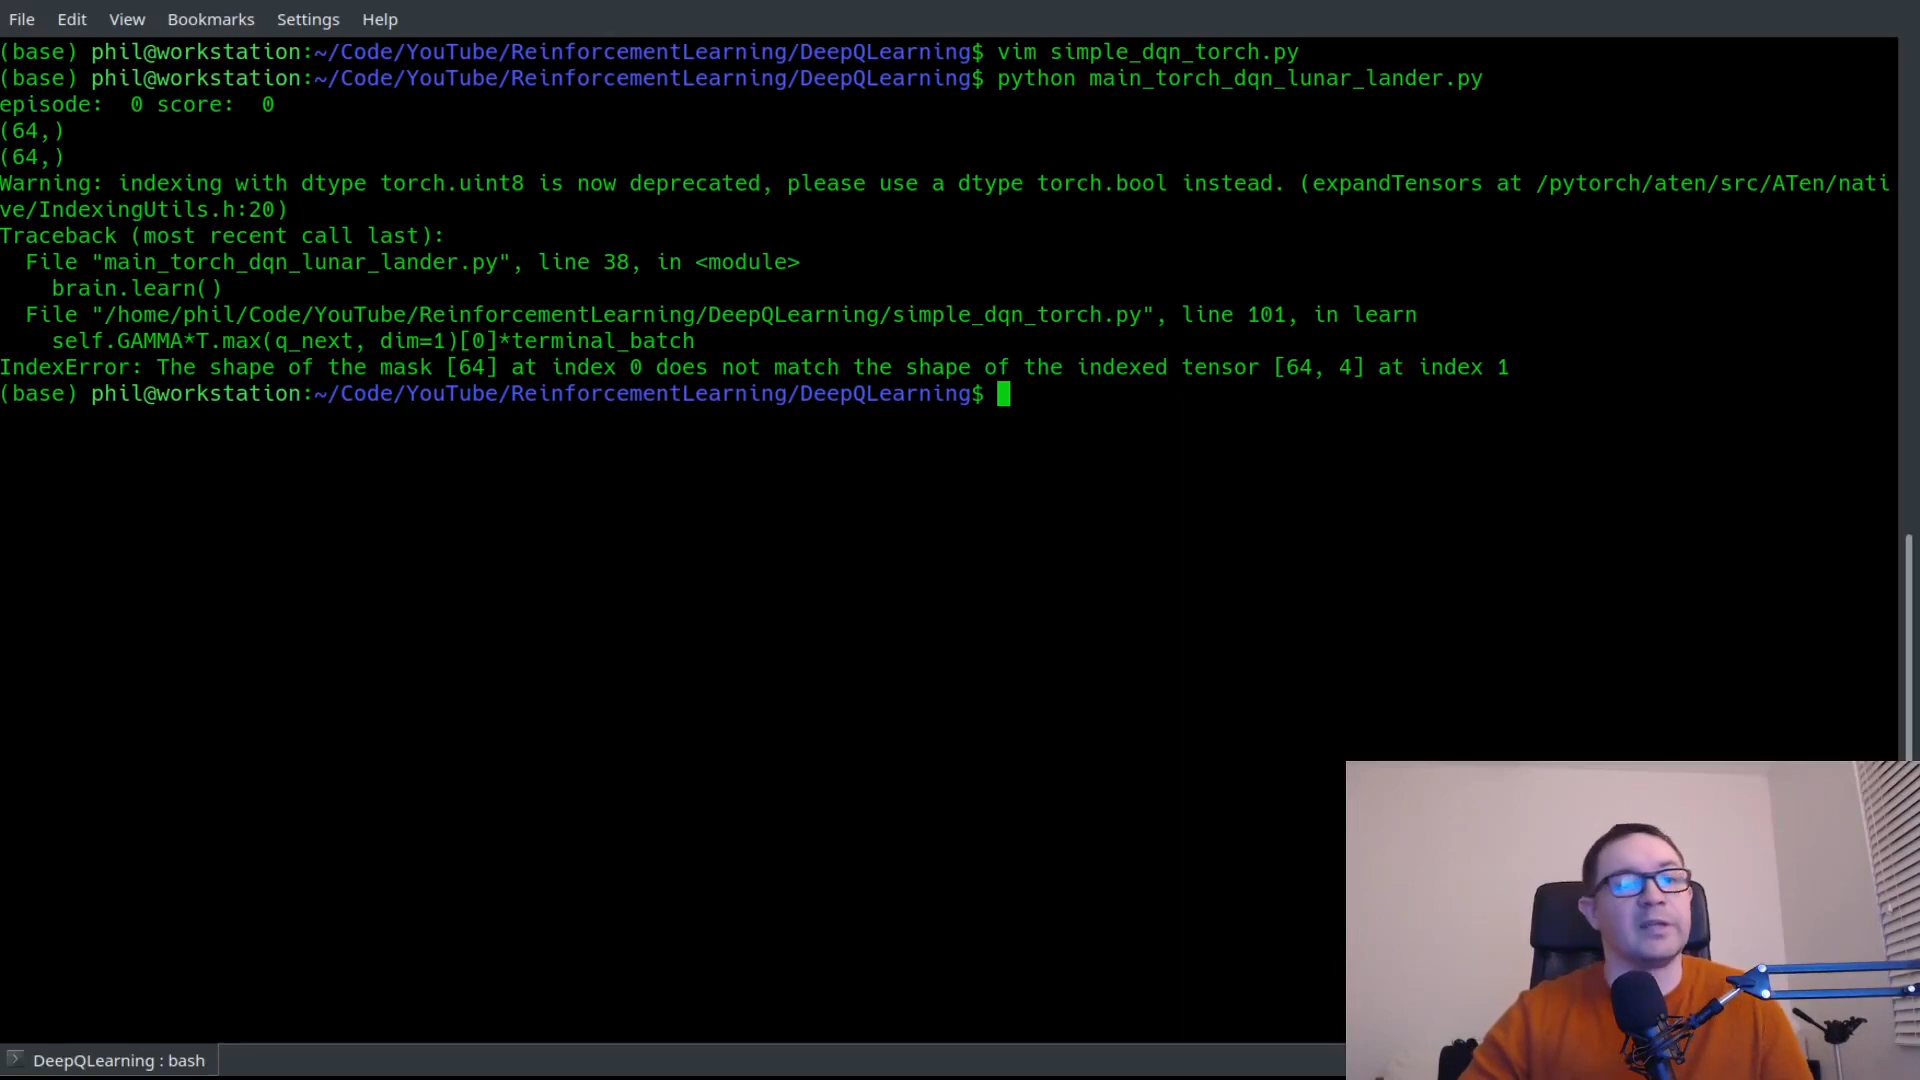 File Edit View Bookmarks Settings Help
(base) phil@workstation:~/Code/YouTube/ReinforcementLearning/DeepQLearning$ vim simple_dqn_torch.py
(base) phil@workstation:~/Code/YouTube/ReinforcementLearning/DeepQLearning$ python main_torch_dqn_lunar_lander.py
episode:  0 score:  0
(64,)
(64,)
Warning: indexing with dtype torch.uint8 is now deprecated, please use a dtype torch.bool instead. (expandTensors at /pytorch/aten/src/ATen/nati
ve/IndexingUtils.h:20)
Traceback (most recent call last):
  File "main_torch_dqn_lunar_lander.py", line 38, in <module>
    brain.learn()
  File "/home/phil/Code/YouTube/ReinforcementLearning/DeepQLearning/simple_dqn_torch.py", line 101, in learn
    self.GAMMA*T.max(q_next, dim=1)[0]*terminal_batch
IndexError: The shape of the mask [64] at index 0 does not match the shape of the indexed tensor [64, 4] at index 1
(base) phil@workstation:~/Code/YouTube/ReinforcementLearning/DeepQLearning$
DeepQLearning : bash